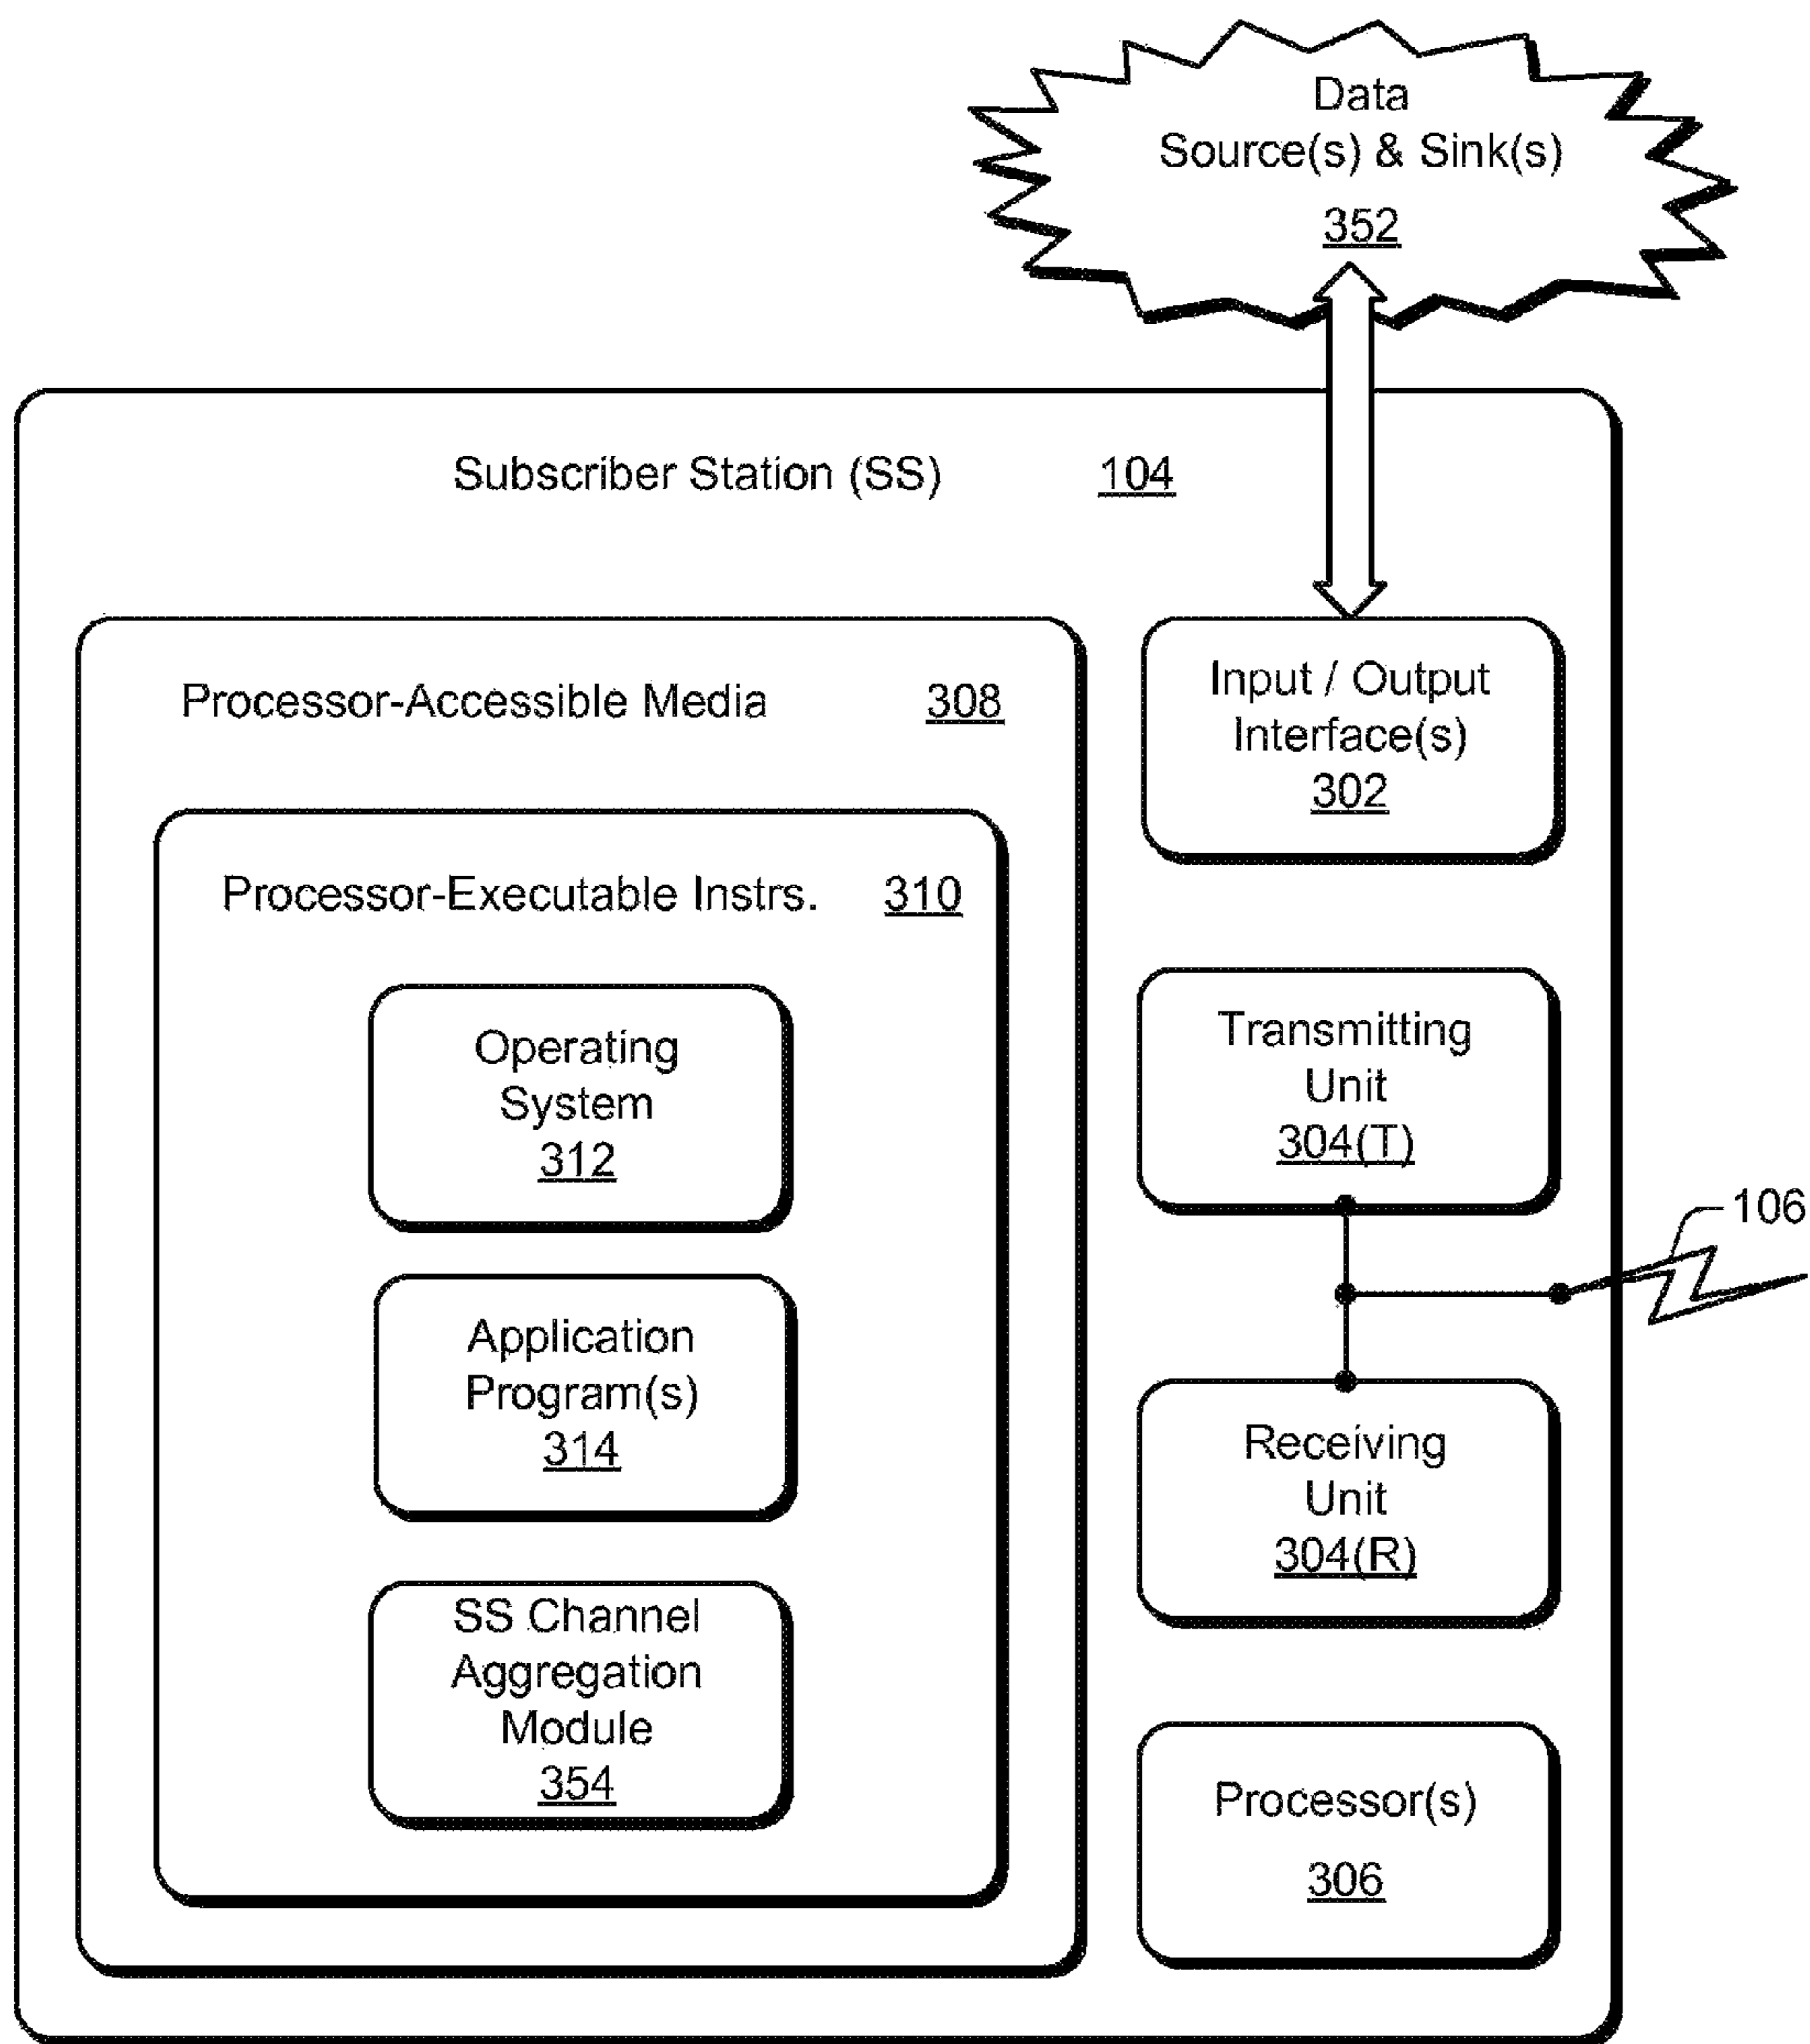 Data
Source(s) & Sink(s)
352
Subscriber Station (SS) 104
Processor-Accessible Media 308
Processor-Executable Instrs. 310
Operating
System
312
Application
Program(s)
314
SS Channel
Aggregation
Module
354
Input / Output
Interface(s)
302
Transmitting
Unit
304(T)
106
Receiving
Unit
304(R)
Processor(s)
306